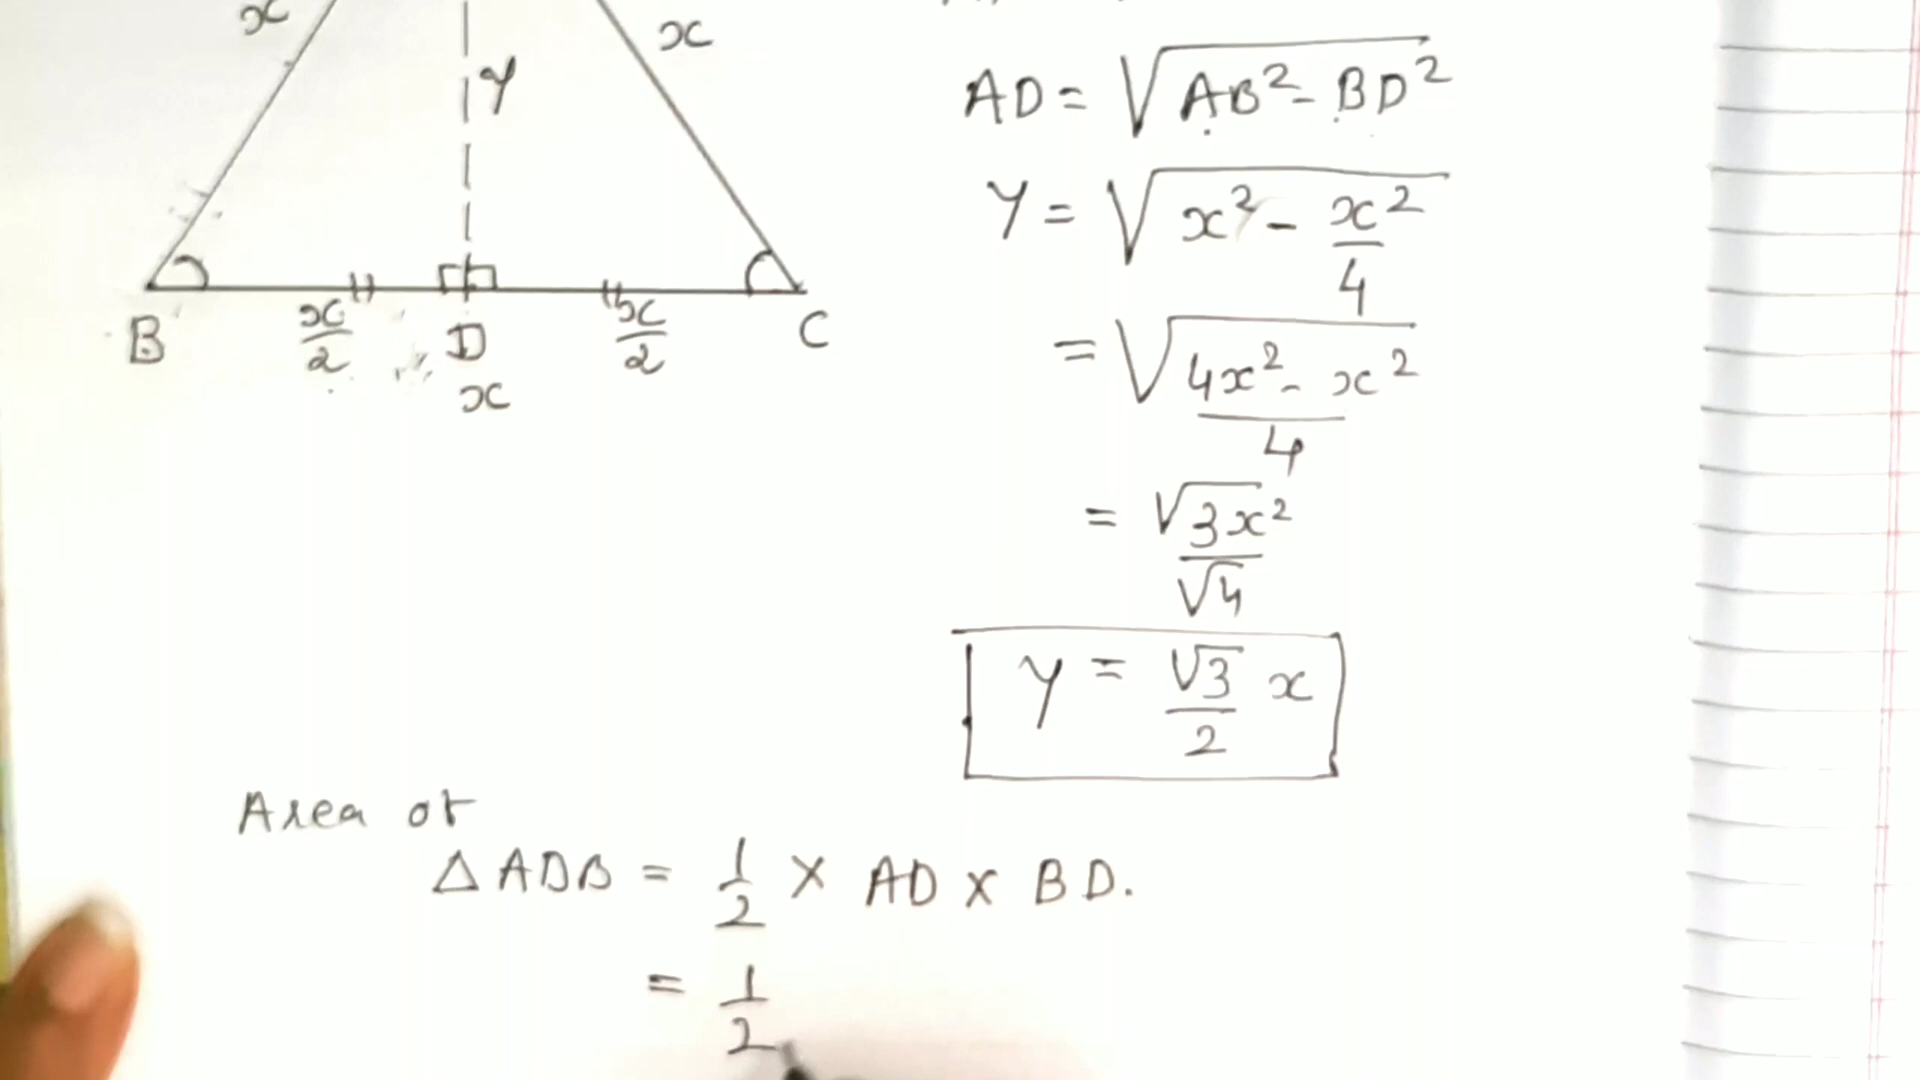 x
x
y
B
x/2
D
x/2
C
x
AD = √(AB² - BD²)
y = √(x² - x²/4)
= √((4x² - x²)/4)
= √3x²/√4
y = √3/2 x
Area of
△ADB = 1/2 × AD × BD.
= 1/2